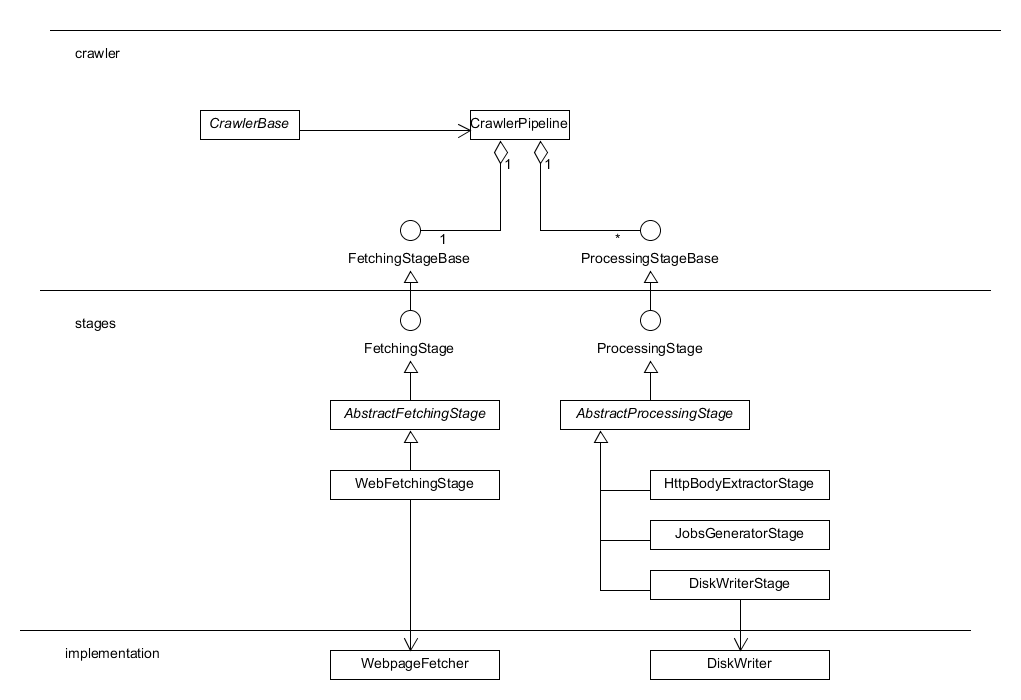 crawler
CrawlerBase
CrawlerPipeline
1
1
1
*
FetchingStageBase
ProcessingStageBase
stages
FetchingStage
ProcessingStage
AbstractFetchingStage
AbstractProcessingStage
WebFetchingStage
HttpBodyExtractorStage
JobsGeneratorStage
DiskWriterStage
implementation
WebpageFetcher
DiskWriter